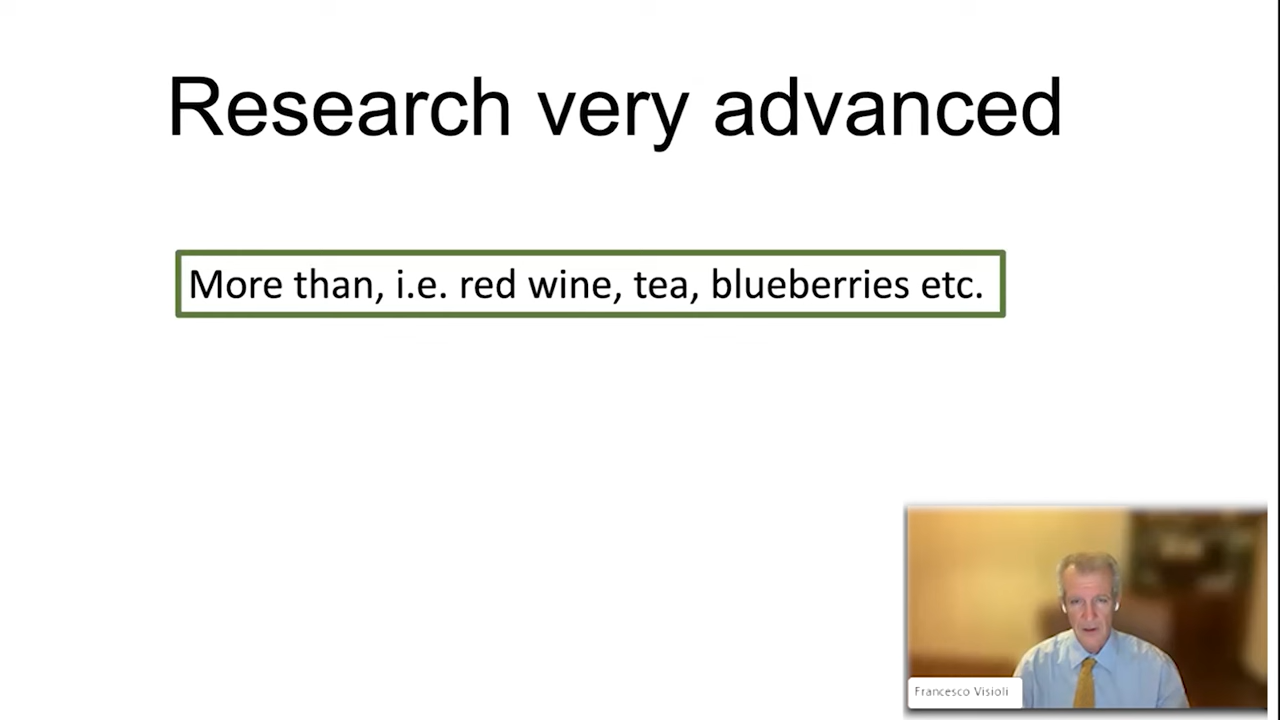 Research very advanced
More than, i.e. red wine, tea, blueberries etc.
Francesco Visioli